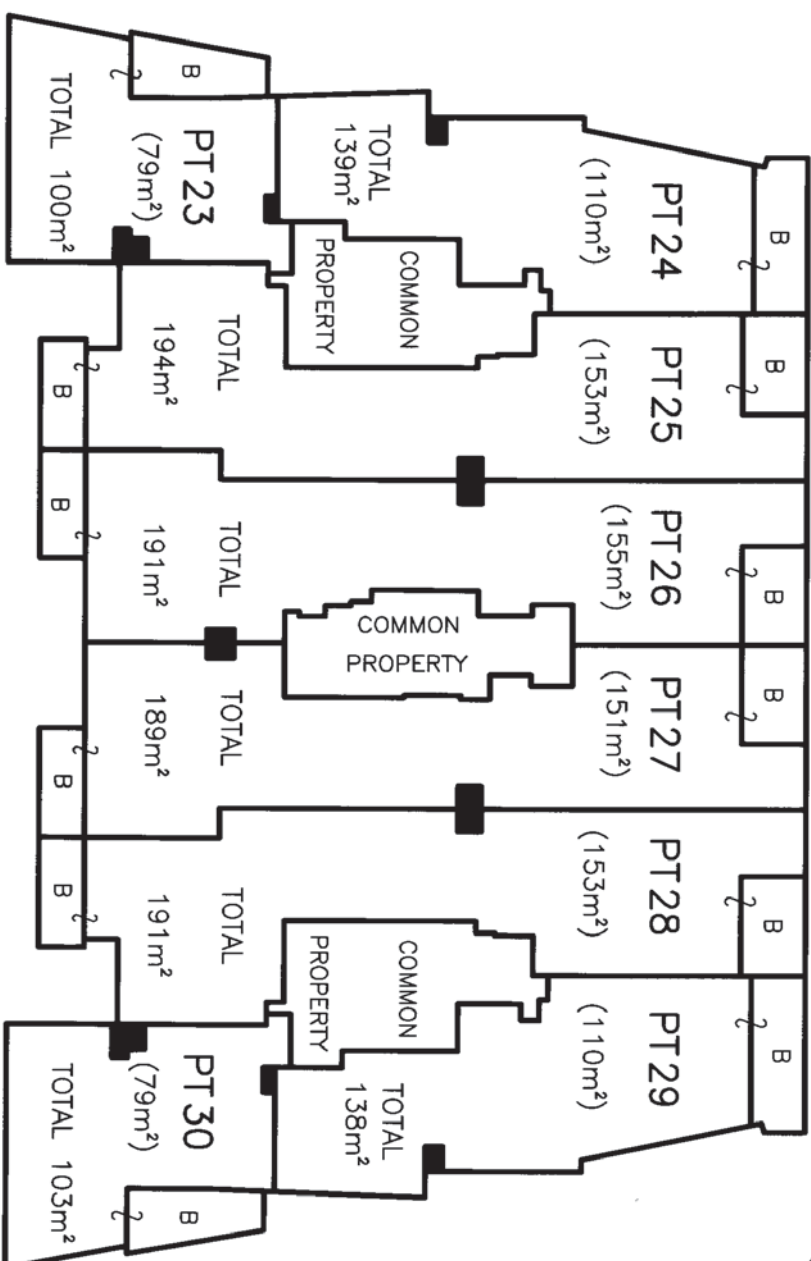 B
TOTAL 100m²
PT23
(79m²)
TOTAL
139m²
PT24
(110m²)
B
COMMON
PROPERTY
TOTAL
194m²
PT25
(153m²)
B
B
B
TOTAL
191m²
PT26
(155m²)
B
COMMON
PROPERTY
TOTAL
189m²
PT27
(151m²)
B
B
B
TOTAL
191m²
PT28
(153m²)
B
COMMON
PROPERTY
TOTAL
138m²
PT29
(110m²)
B
PT30
(79m²)
TOTAL 103m²
B